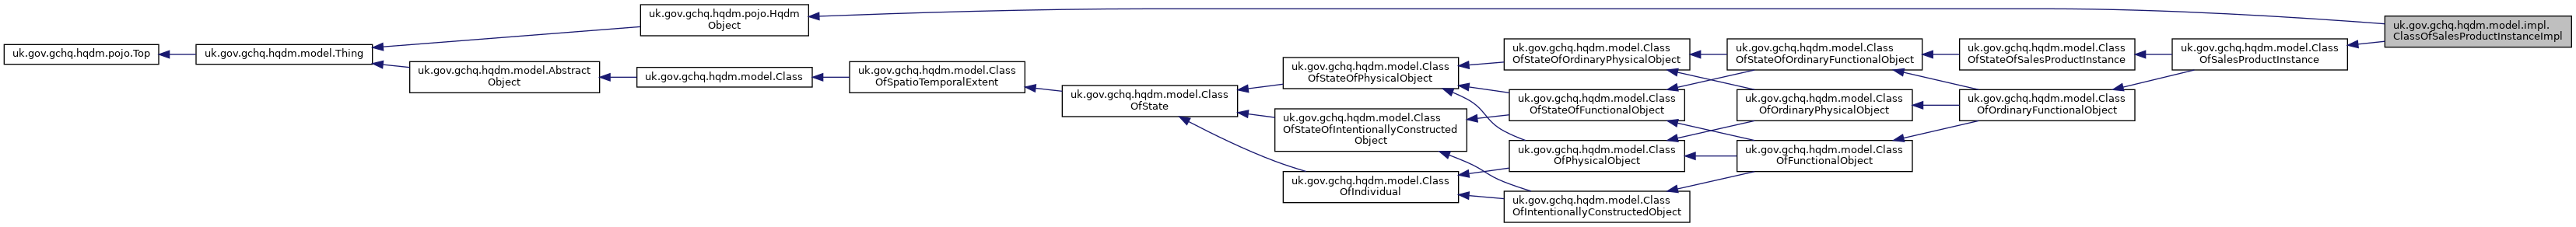 uk.gov.gchq.hqdm.pojo.Top
uk.gov.gchq.hqdm.model.Thing
uk.gov.gchq.hqdm.pojo.Hqdm
Object
uk.gov.gchq.hqdm.model.Abstract
Object
uk.gov.gchq.hqdm.model.Class
uk.gov.gchq.hqdm.model.Class
OfSpatioTemporalExtent
uk.gov.gchq.hqdm.model.Class
OfState
uk.gov.gchq.hqdm.model.Class
OfStateOfPhysicalObject
uk.gov.gchq.hqdm.model.Class
OfStateOfIntentionallyConstructed
Object
uk.gov.gchq.hqdm.model.Class
OfIndividual
uk.gov.gchq.hqdm.model.Class
OfStateOfOrdinaryPhysicalObject
uk.gov.gchq.hqdm.model.Class
OfStateOfFunctionalObject
uk.gov.gchq.hqdm.model.Class
OfPhysicalObject
uk.gov.gchq.hqdm.model.Class
OfIntentionallyConstructedObject
uk.gov.gchq.hqdm.model.Class
OfStateOfOrdinaryFunctionalObject
uk.gov.gchq.hqdm.model.Class
OfOrdinaryPhysicalObject
uk.gov.gchq.hqdm.model.Class
OfFunctionalObject
uk.gov.gchq.hqdm.model.Class
OfStateOfSalesProductInstance
uk.gov.gchq.hqdm.model.Class
OfOrdinaryFunctionalObject
uk.gov.gchq.hqdm.model.Class
OfSalesProductInstance
uk.gov.gchq.hqdm.model.impl.
ClassOfSalesProductInstanceImpl